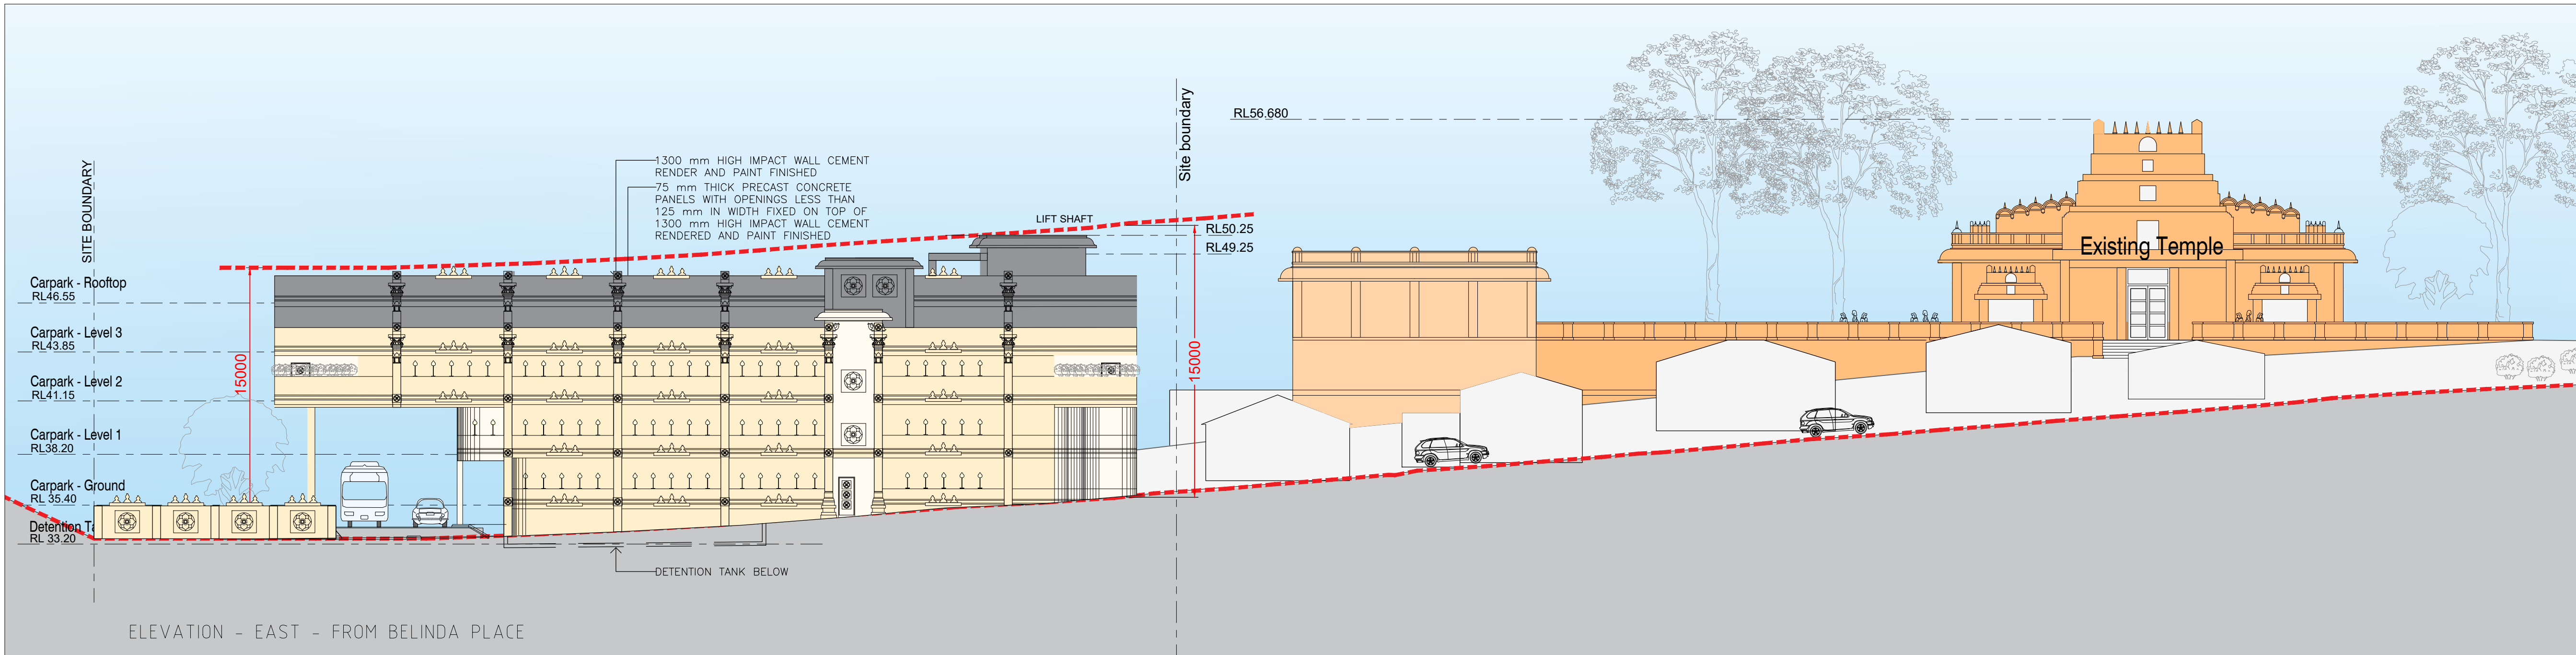 SITE BOUNDARY
Carpark - Rooftop
RL46.55
Carpark - Level 3
RL43.85
Carpark - Level 2
RL41.15
Carpark - Level 1
RL38.20
Carpark - Ground
RL 35.40
Detention Ta
RL 33.20
15000
1300 mm HIGH IMPACT WALL CEMENT
RENDER AND PAINT FINISHED
75 mm THICK PRECAST CONCRETE
PANELS WITH OPENINGS LESS THAN
125 mm IN WIDTH FIXED ON TOP OF
1300 mm HIGH IMPACT WALL CEMENT
RENDERED AND PAINT FINISHED
LIFT SHAFT
Site boundary
RL56.680
RL50.25
RL49.25
15000
Existing Temple
DETENTION TANK BELOW
ELEVATION - EAST - FROM BELINDA PLACE